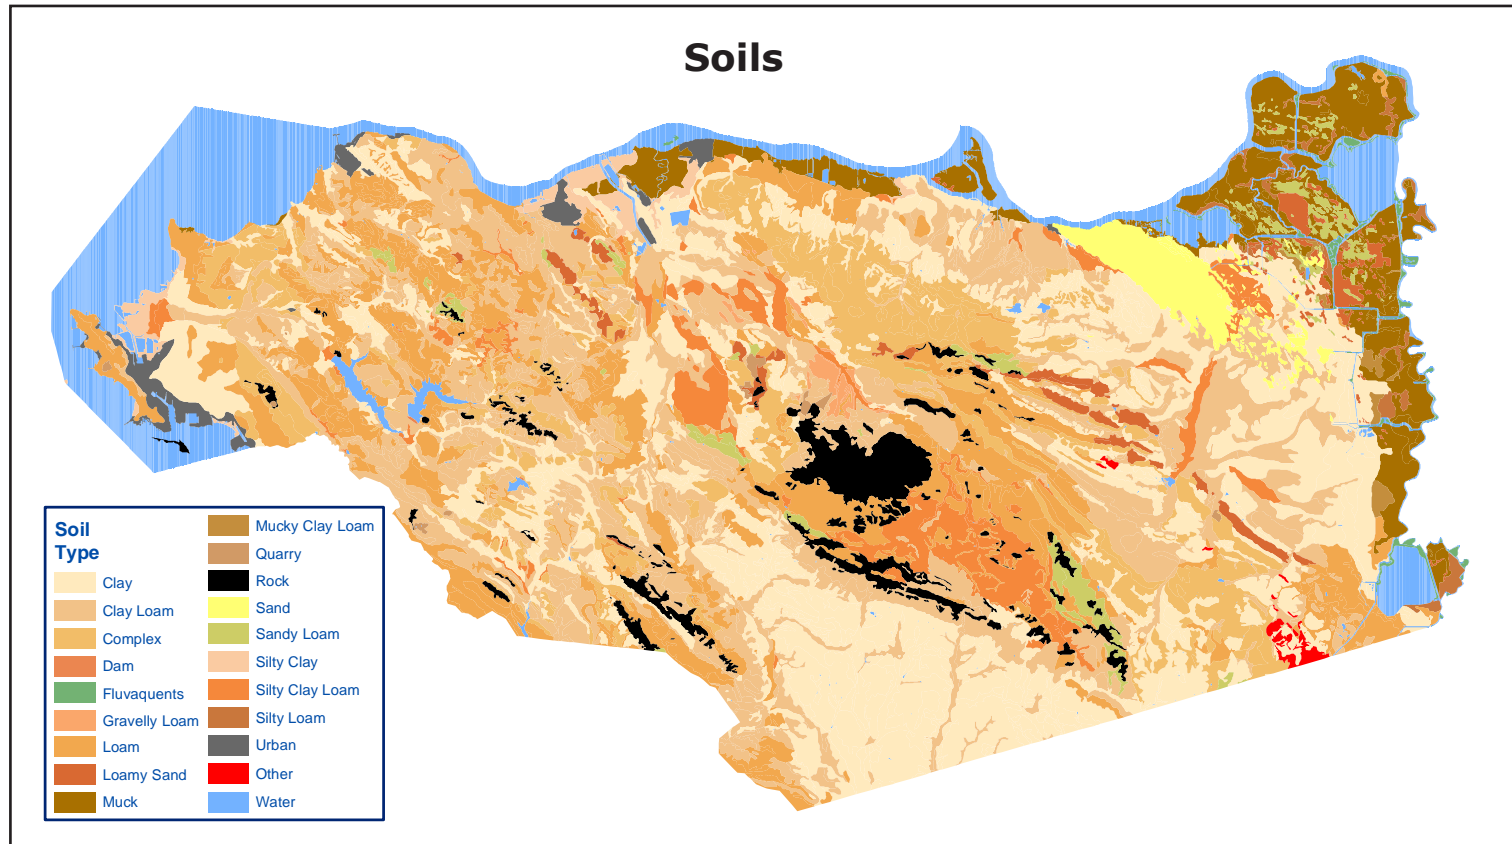 Soils
Soil
Type
Clay
Clay Loam
Complex
Dam
Fluvaquents
Gravelly Loam
Loam
Loamy Sand
Muck
Mucky Clay Loam
Quarry
Rock
Sand
Sandy Loam
Silty Clay
Silty Clay Loam
Silty Loam
Urban
Other
Water